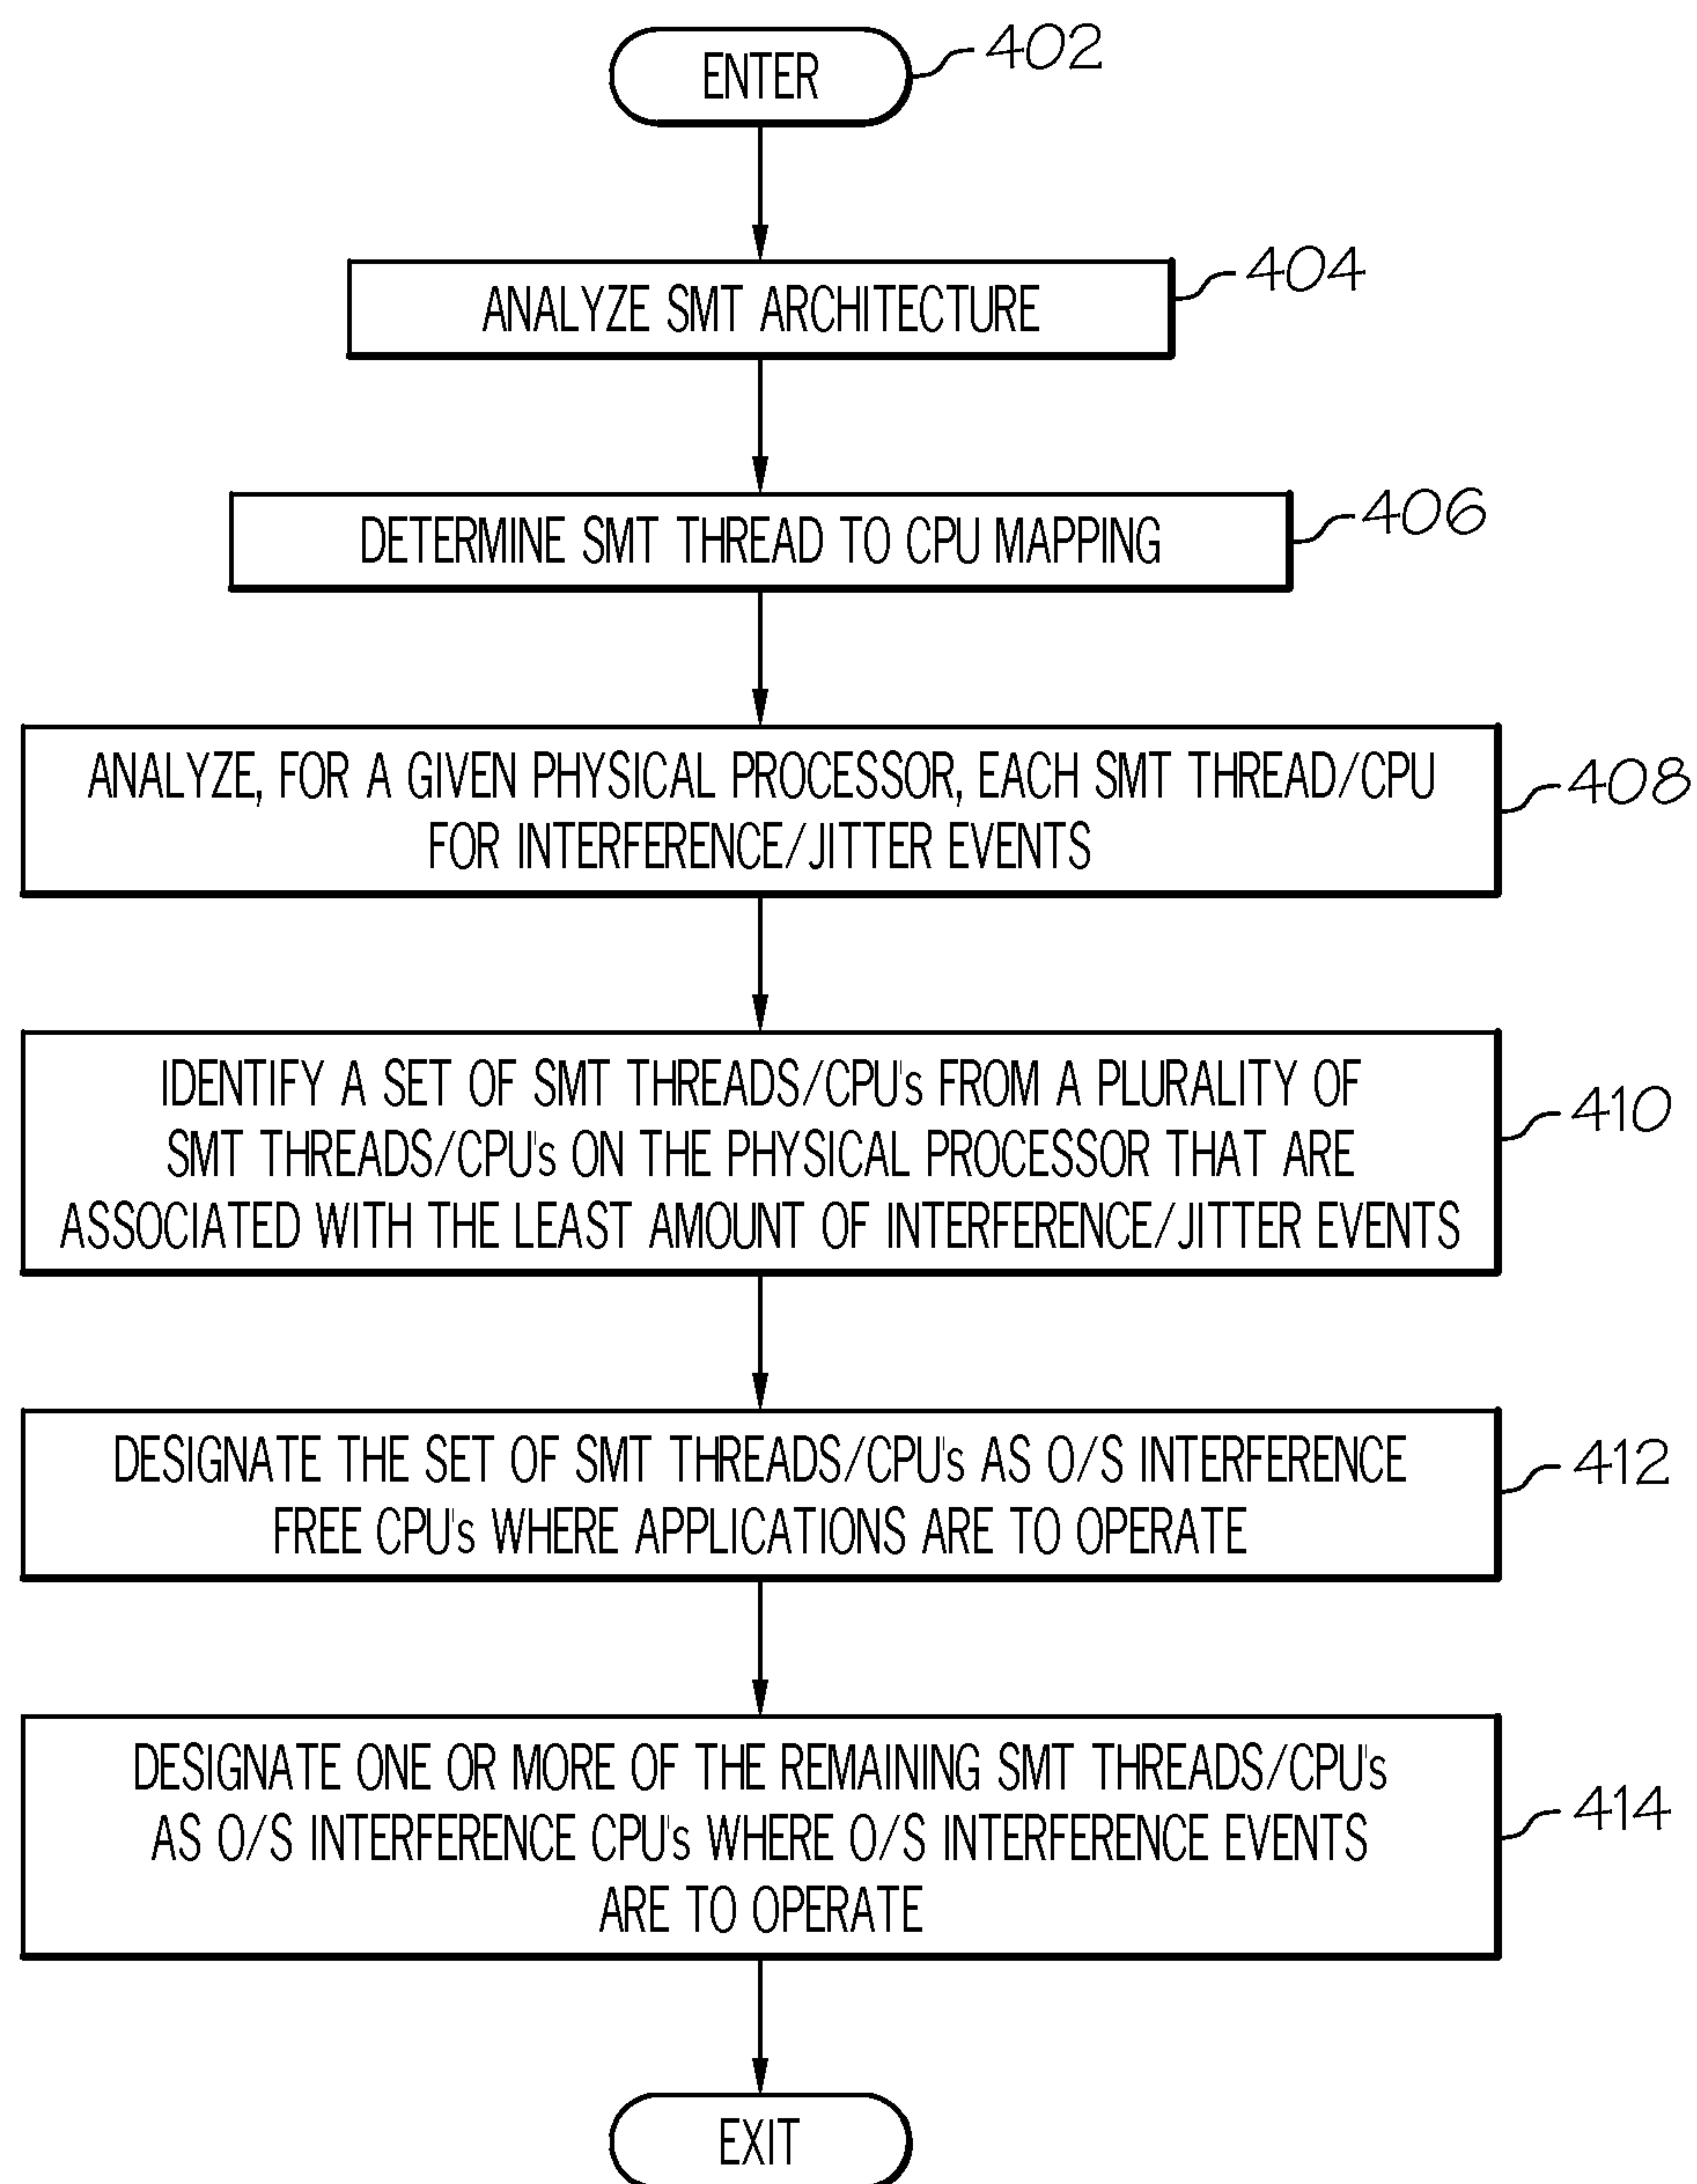 ENTER
402
ANALYZE SMT ARCHITECTURE
404
DETERMINE SMT THREAD TO CPU MAPPING
406
ANALYZE, FOR A GIVEN PHYSICAL PROCESSOR, EACH SMT THREAD/CPU
FOR INTERFERENCE/JITTER EVENTS
408
IDENTIFY A SET OF SMT THREADS/CPU's FROM A PLURALITY OF
SMT THREADS/CPU's ON THE PHYSICAL PROCESSOR THAT ARE
ASSOCIATED WITH THE LEAST AMOUNT OF INTERFERENCE/JITTER EVENTS
410
DESIGNATE THE SET OF SMT THREADS/CPU's AS O/S INTERFERENCE
FREE CPU's WHERE APPLICATIONS ARE TO OPERATE
412
DESIGNATE ONE OR MORE OF THE REMAINING SMT THREADS/CPU's
AS O/S INTERFERENCE CPU's WHERE O/S INTERFERENCE EVENTS
ARE TO OPERATE
414
EXIT